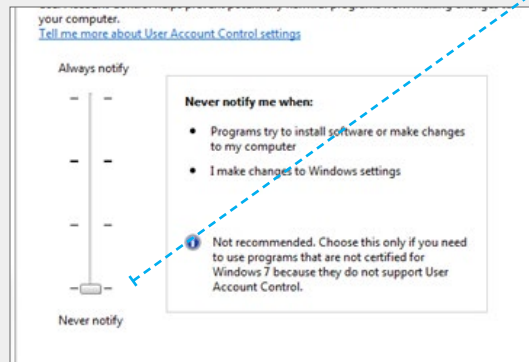 your computer.
Tell me more about User Account Control settings
Always notify
Never notify me when:
• Programs try to install software or make changes
to my computer
• I make changes to Windows settings
Not recommended. Choose this only if you need
to use programs that are not certified for
Windows 7 because they do not support User
Account Control.
Never notify